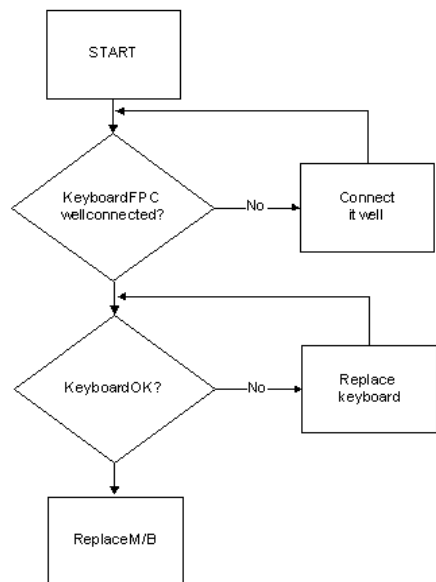 START
KeyboardFPC
wellconnected?
No
Connect
it well
KeyboardOK?
No
Replace
keyboard
ReplaceM/B